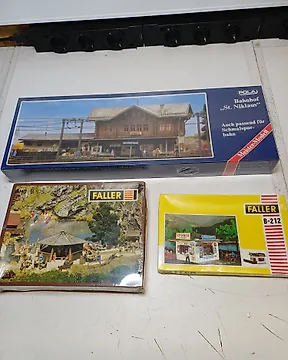 POLA
Bahnhof
„St. Niklaus"
Auch passend für
Schmalspur-
bahn
FALLER
FALLER
B-212